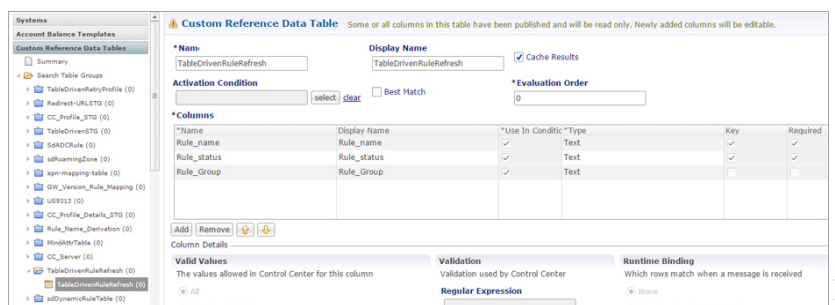 Systems
Account Balance Templates
Custom Reference Data Tables
Summary
Search Table Groups
TableDrivenRetryProfile (0)
Redirect-URLSTG (0)
CC_Profile_STG (0)
TableDrivenSTG (0)
SdADCRule (0)
sdRoamingZone (0)
apn-mapping-table (0)
GW_Version_Rule_Mapping (0)
US9313 (0)
CC_Profile_Details_STG (0)
Rule_Name_Derivation (0)
MindAttrTable (0)
CC_Server (0)
TableDrivenRuleRefresh (0)
TableDrivenRuleRefresh (0)
sdDynamicRuleTable (0)
Custom Reference Data Table Some or all columns in this table have been published and will be read only. Newly added columns will be editable.
*Name Display Name
TableDrivenRuleRefresh TableDrivenRuleRefresh Cache Results
Activation Condition *Evaluation Order
select clear Best Match 0
*Columns
*Name Display Name *Use In Conditic *Type Key Required
Rule_name Rule_name Text
Rule_status Rule_status Text
Rule_Group Rule_Group Text
Add Remove
Column Details
Valid Values Validation Runtime Binding
The values allowed in Control Center for this column Validation used by Control Center Which rows match when a message is received
All Regular Expression None